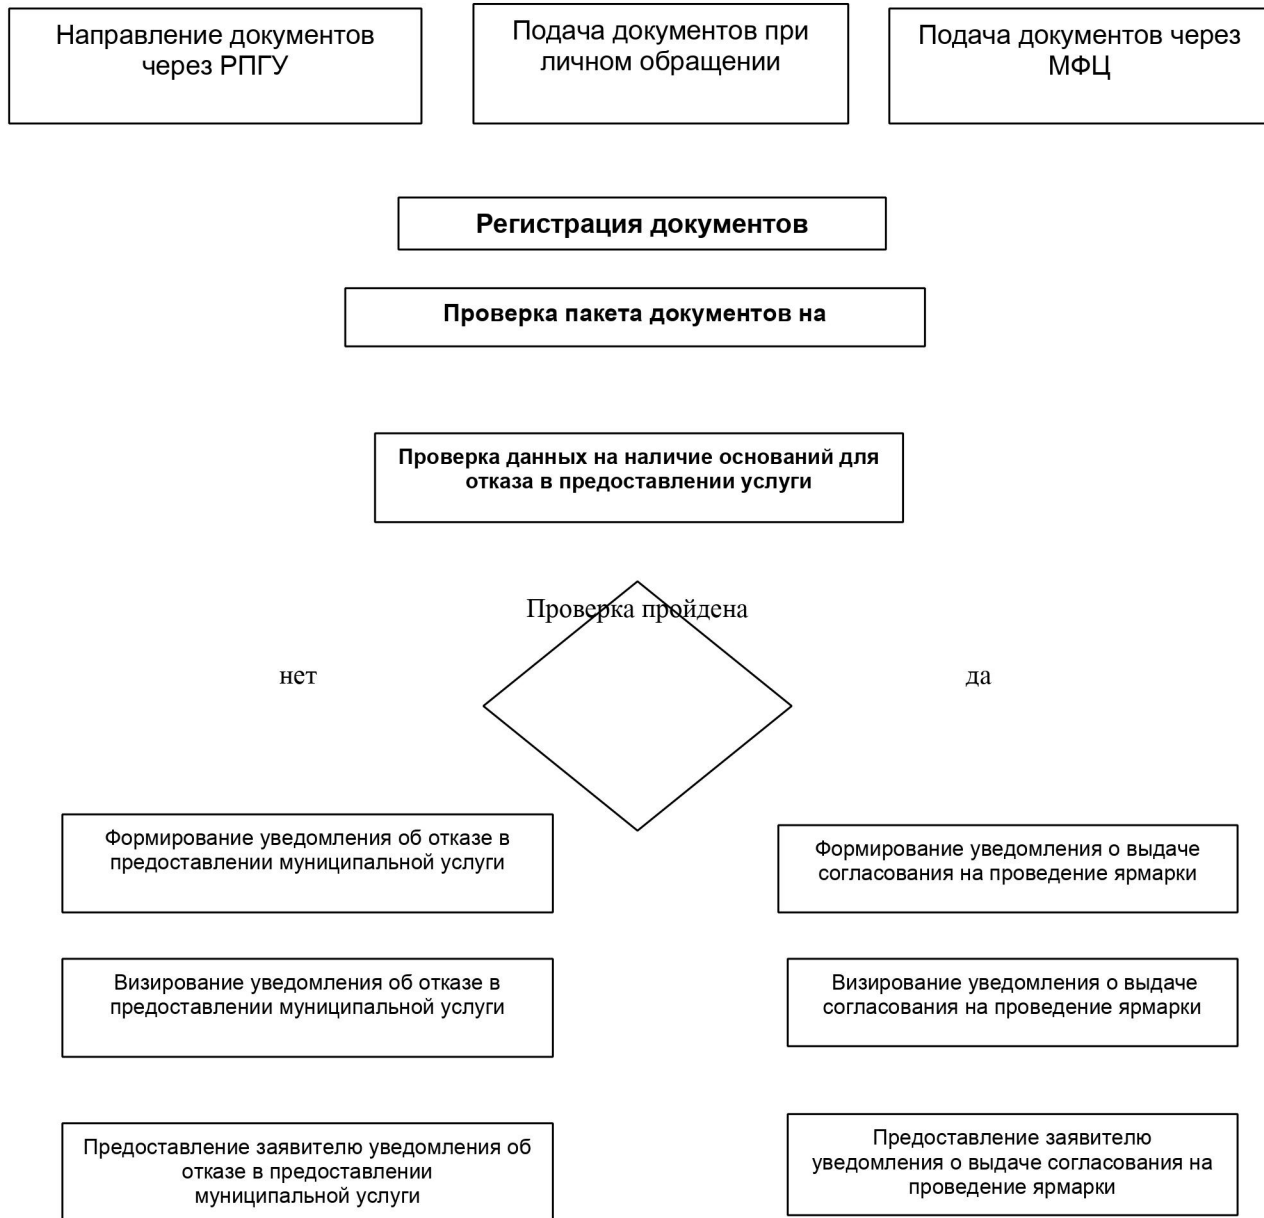 Направление документов
через РПГУ
Подача документов при
личном обращении
Подача документов через
МФЦ
Регистрация документов
Проверка пакета документов на
Проверка данных на наличие оснований для
отказа в предоставлении услуги
Проверка пройдена
нет
да
Формирование уведомления об отказе в
предоставлении муниципальной услуги
Формирование уведомления о выдаче
согласования на проведение ярмарки
Визирование уведомления об отказе в
предоставлении муниципальной услуги
Визирование уведомления о выдаче
согласования на проведение ярмарки
Предоставление заявителю уведомления об
отказе в предоставлении
муниципальной услуги
Предоставление заявителю
уведомления о выдаче согласования на
проведение ярмарки